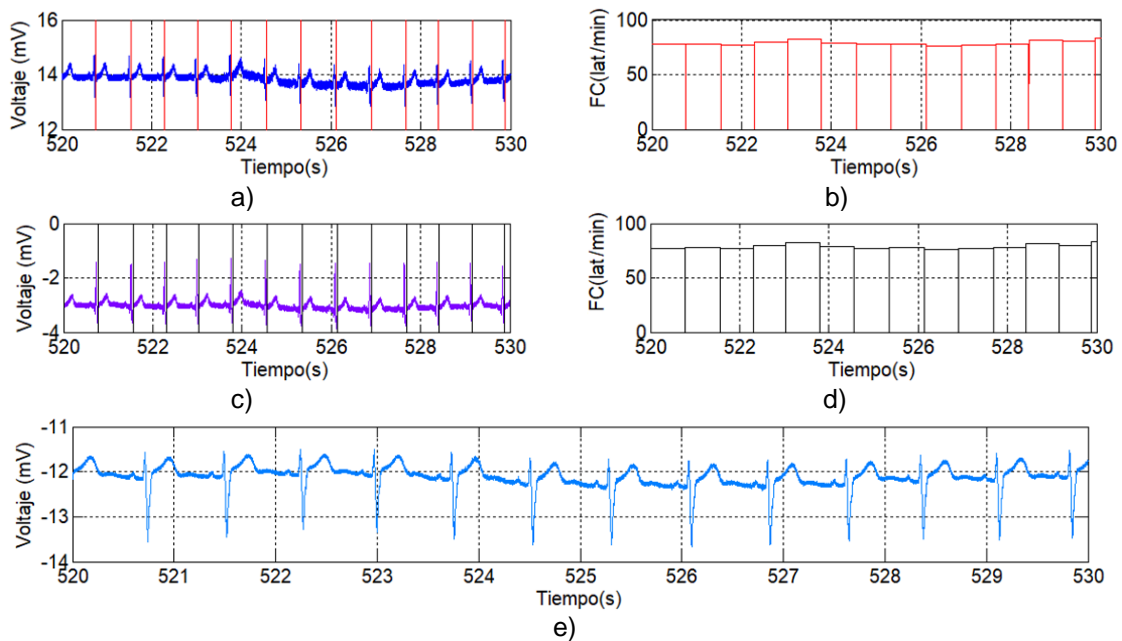 16
14
12
Voltaje (mV)
520 522 524 526 528 530
Tiempo(s)
a)
100
50
0
FC(lat/min)
520 522 524 526 528 530
Tiempo(s)
b)
0
-2
-4
Voltaje (mV)
520 522 524 526 528 530
Tiempo(s)
c)
100
50
0
FC(lat/min)
520 522 524 526 528 530
Tiempo(s)
d)
-11
-12
-13
-14
Voltaje (mV)
520 521 522 523 524 525 526 527 528 529 530
Tiempo(s)
e)